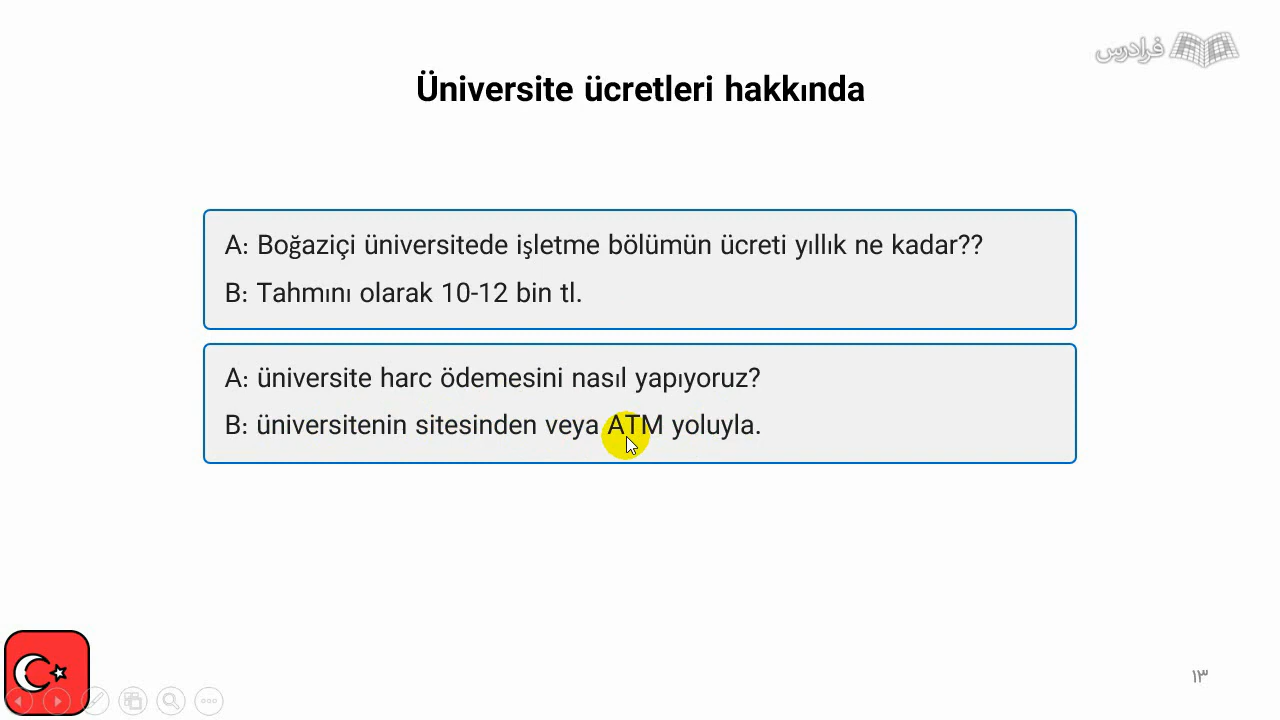 فرادرس
Üniversite ücretleri hakkında
A: Boğaziçi üniversitede işletme bölümün ücreti yıllık ne kadar??
B: Tahmını olarak 10-12 bin tl.
A: üniversite harc ödemesini nasıl yapıyoruz?
B: üniversitenin sitesinden veya ATM yoluyla.
۱۳